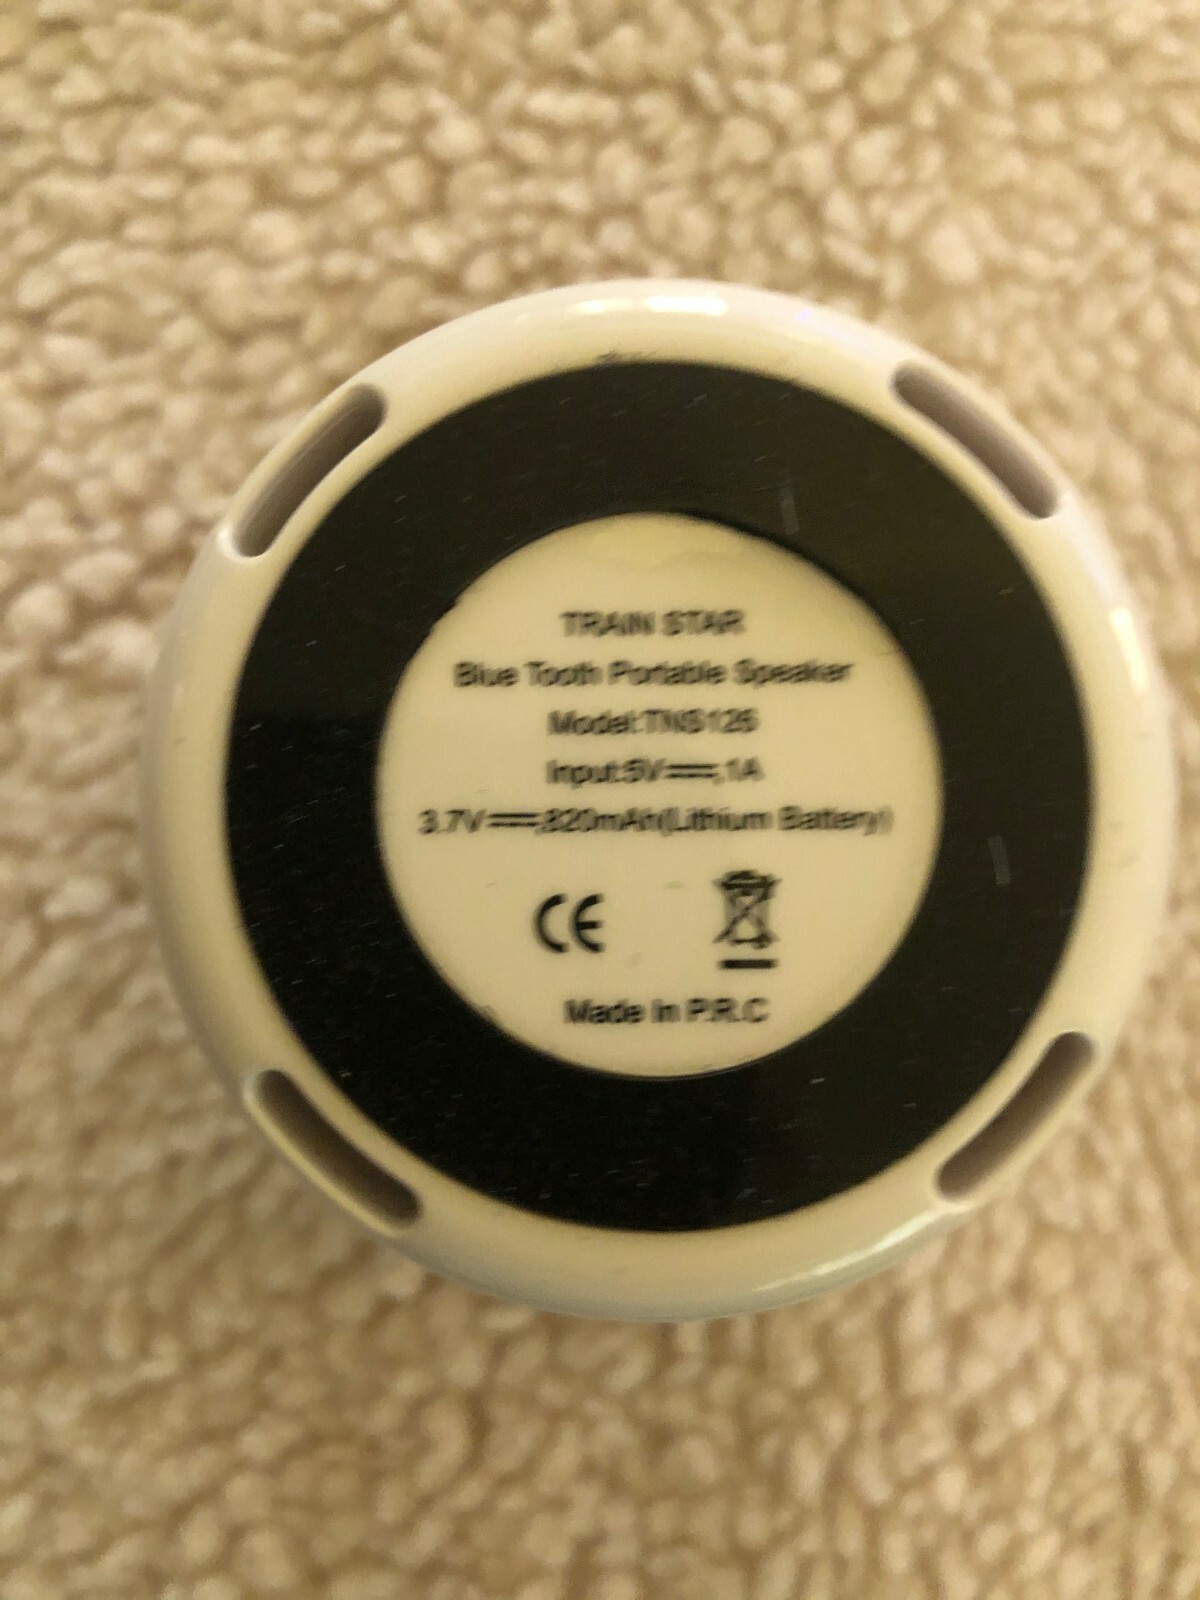 TRAIN STAR
Blue Tooth Portable Speaker
Model:TNS126
Input:5V⎓,1A
3.7V⎓,820mAh(Lithium Battery)
CE
Made In P.R.C